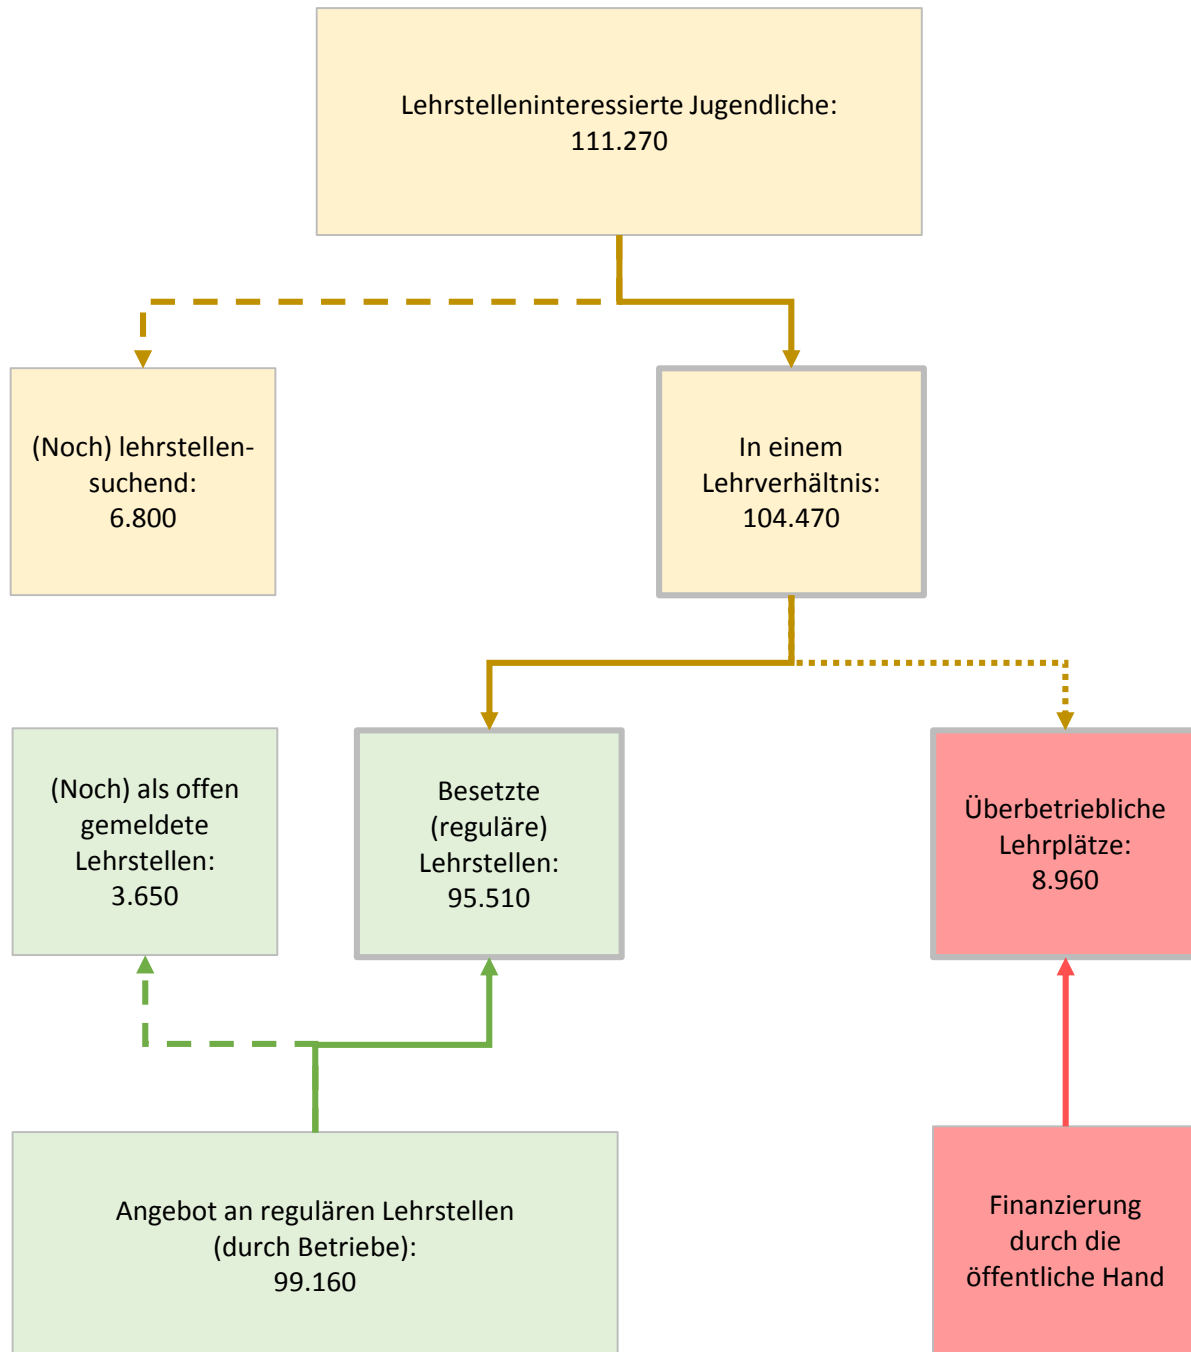 Lehrstelleninteressierte Jugendliche:
111.270
(Noch) lehrstellen-
suchend:
6.800
In einem
Lehrverhältnis:
104.470
(Noch) als offen
gemeldete
Lehrstellen:
3.650
Besetzte
(reguläre)
Lehrstellen:
95.510
Überbetriebliche
Lehrplätze:
8.960
Angebot an regulären Lehrstellen
(durch Betriebe):
99.160
Finanzierung
durch die
öffentliche Hand